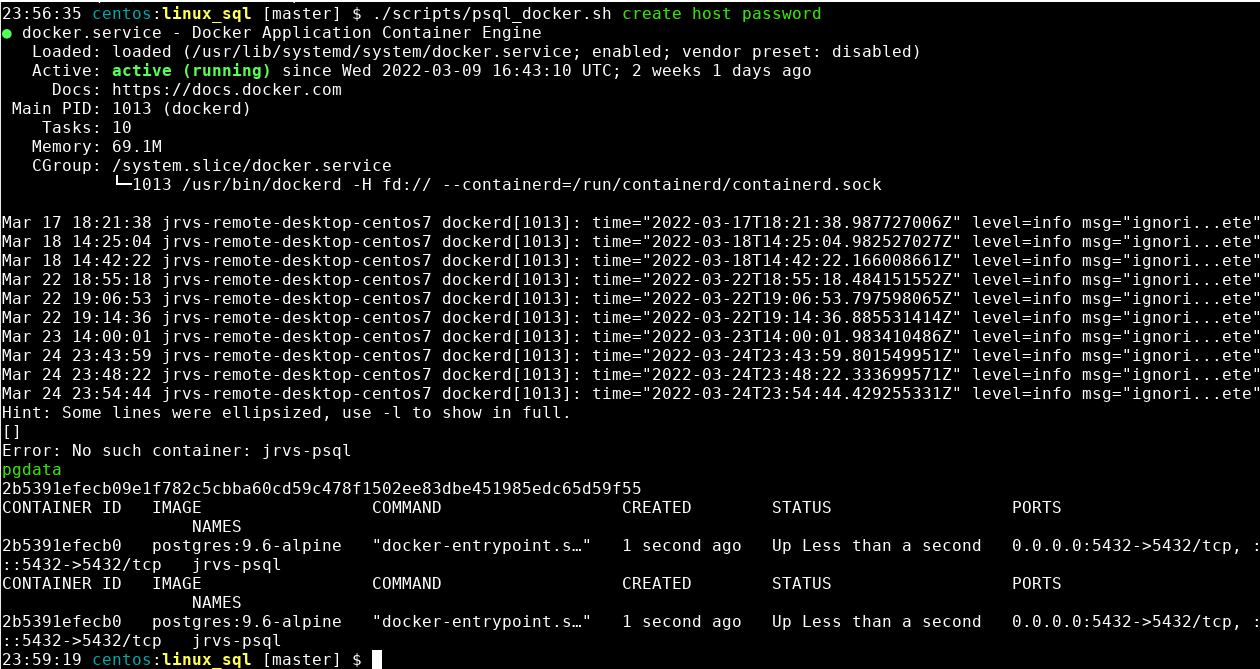 23:56:35 centos:linux_sql [master] $ ./scripts/psql_docker.sh create host password
● docker.service - Docker Application Container Engine
   Loaded: loaded (/usr/lib/systemd/system/docker.service; enabled; vendor preset: disabled)
   Active: active (running) since Wed 2022-03-09 16:43:10 UTC; 2 weeks 1 days ago
     Docs: https://docs.docker.com
 Main PID: 1013 (dockerd)
    Tasks: 10
   Memory: 69.1M
   CGroup: /system.slice/docker.service
           └─1013 /usr/bin/dockerd -H fd:// --containerd=/run/containerd/containerd.sock

Mar 17 18:21:38 jrvs-remote-desktop-centos7 dockerd[1013]: time="2022-03-17T18:21:38.987727006Z" level=info msg="ignori...ete"
Mar 18 14:25:04 jrvs-remote-desktop-centos7 dockerd[1013]: time="2022-03-18T14:25:04.982527027Z" level=info msg="ignori...ete"
Mar 18 14:42:22 jrvs-remote-desktop-centos7 dockerd[1013]: time="2022-03-18T14:42:22.166008661Z" level=info msg="ignori...ete"
Mar 22 18:55:18 jrvs-remote-desktop-centos7 dockerd[1013]: time="2022-03-22T18:55:18.484151552Z" level=info msg="ignori...ete"
Mar 22 19:06:53 jrvs-remote-desktop-centos7 dockerd[1013]: time="2022-03-22T19:06:53.797598065Z" level=info msg="ignori...ete"
Mar 22 19:14:36 jrvs-remote-desktop-centos7 dockerd[1013]: time="2022-03-22T19:14:36.885531414Z" level=info msg="ignori...ete"
Mar 23 14:00:01 jrvs-remote-desktop-centos7 dockerd[1013]: time="2022-03-23T14:00:01.983410486Z" level=info msg="ignori...ete"
Mar 24 23:43:59 jrvs-remote-desktop-centos7 dockerd[1013]: time="2022-03-24T23:43:59.801549951Z" level=info msg="ignori...ete"
Mar 24 23:48:22 jrvs-remote-desktop-centos7 dockerd[1013]: time="2022-03-24T23:48:22.333699571Z" level=info msg="ignori...ete"
Mar 24 23:54:44 jrvs-remote-desktop-centos7 dockerd[1013]: time="2022-03-24T23:54:44.429255331Z" level=info msg="ignori...ete"
Hint: Some lines were ellipsized, use -l to show in full.
[]
Error: No such container: jrvs-psql
pgdata
2b5391efecb09e1f782c5cbba60cd59c478f1502ee83dbe451985edc65d59f55
CONTAINER ID   IMAGE                 COMMAND                  CREATED        STATUS                  PORTS
                   NAMES
2b5391efecb0   postgres:9.6-alpine   "docker-entrypoint.s…"   1 second ago   Up Less than a second   0.0.0.0:5432->5432/tcp, :
::5432->5432/tcp   jrvs-psql
CONTAINER ID   IMAGE                 COMMAND                  CREATED        STATUS                  PORTS
                   NAMES
2b5391efecb0   postgres:9.6-alpine   "docker-entrypoint.s…"   1 second ago   Up Less than a second   0.0.0.0:5432->5432/tcp, :
::5432->5432/tcp   jrvs-psql
23:59:19 centos:linux_sql [master] $